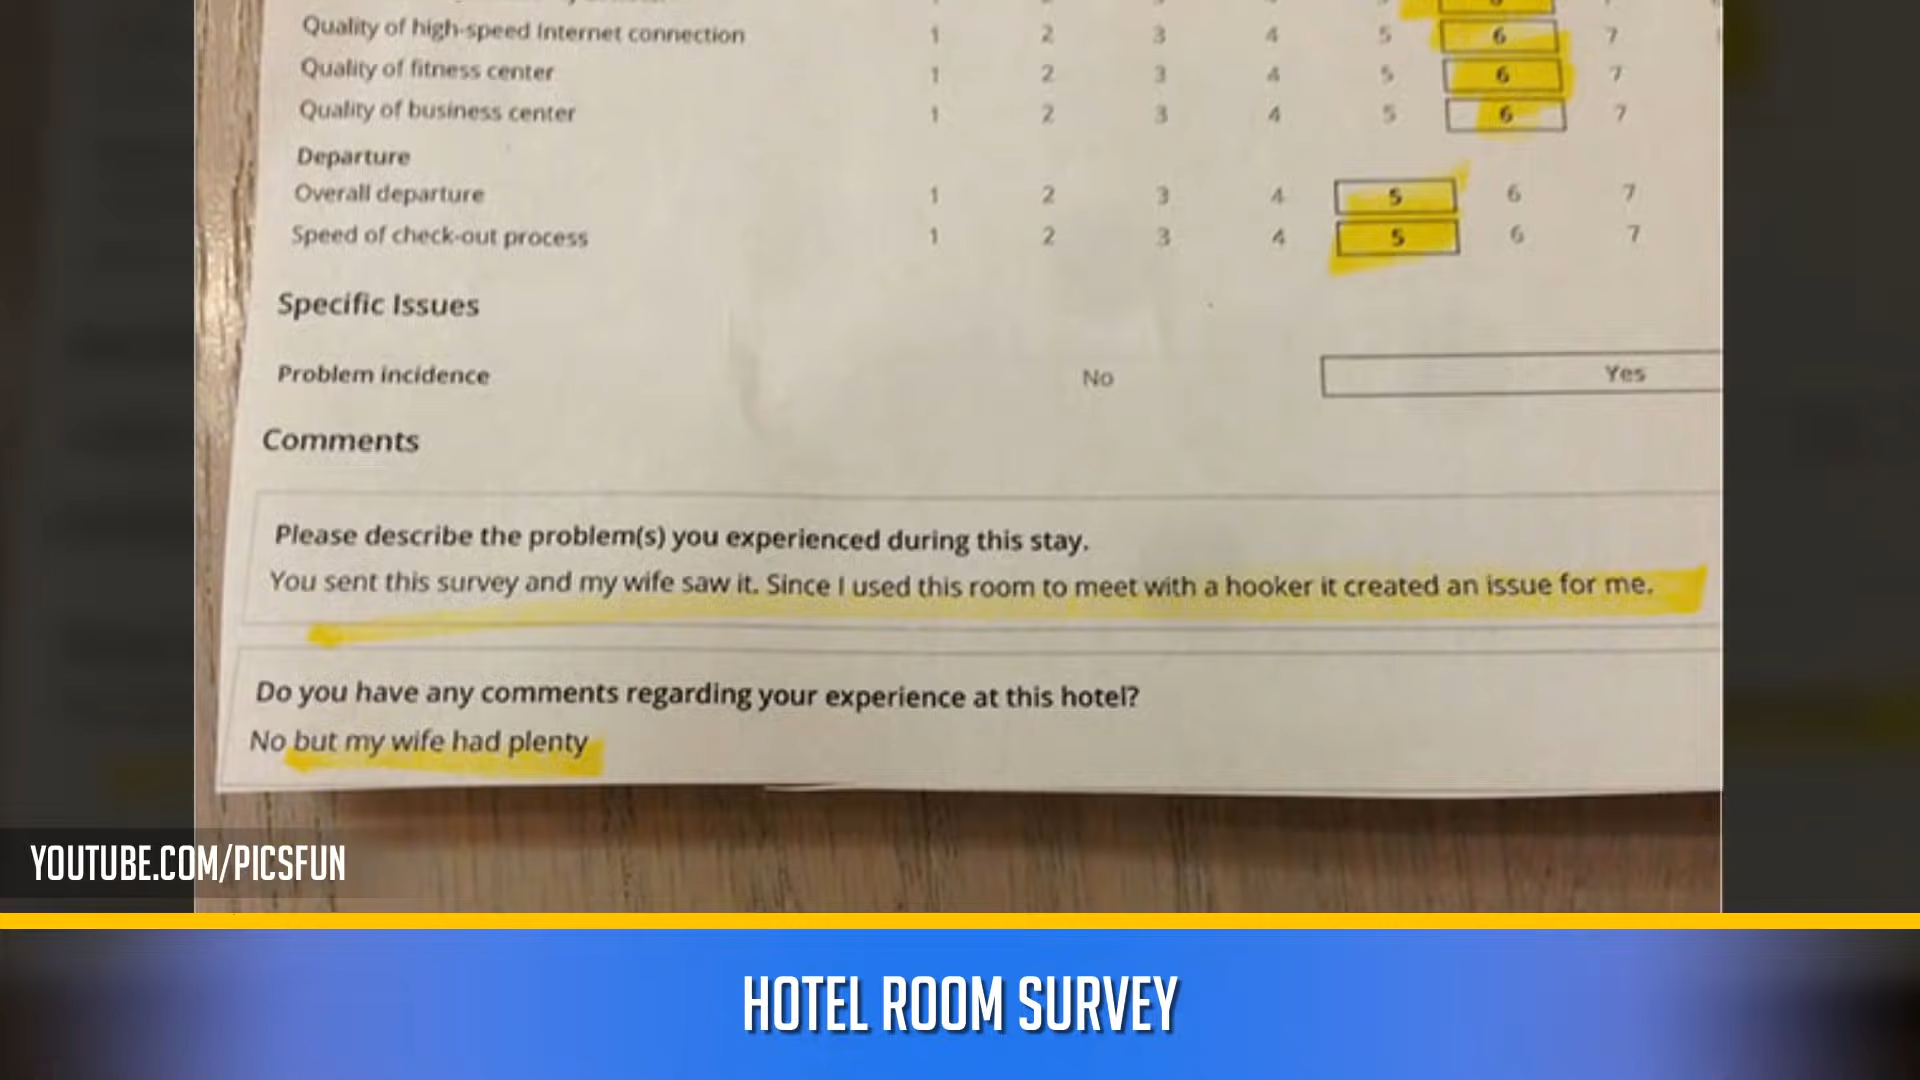 Quality of high-speed Internet connection 1 2 3 4 5 6 7
Quality of fitness center 1 2 3 4 5 6 7
Quality of business center 1 2 3 4 5 6 7
Departure
Overall departure 1 2 3 4 5 6 7
Speed of check-out process 1 2 3 4 5 6 7
Specific Issues
Problem incidence No Yes
Comments
Please describe the problem(s) you experienced during this stay.
You sent this survey and my wife saw it. Since I used this room to meet with a hooker it created an issue for me.
Do you have any comments regarding your experience at this hotel?
No but my wife had plenty
YOUTUBE.COM/PICSFUN
HOTEL ROOM SURVEY